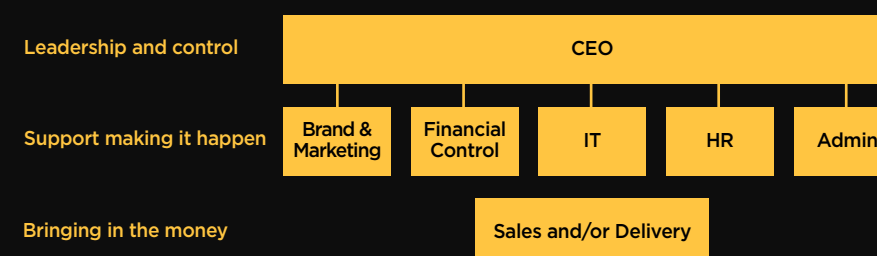 Leadership and control
CEO
Support making it happen
Brand &
Marketing
Financial
Control
IT
HR
Admin
Bringing in the money
Sales and/or Delivery